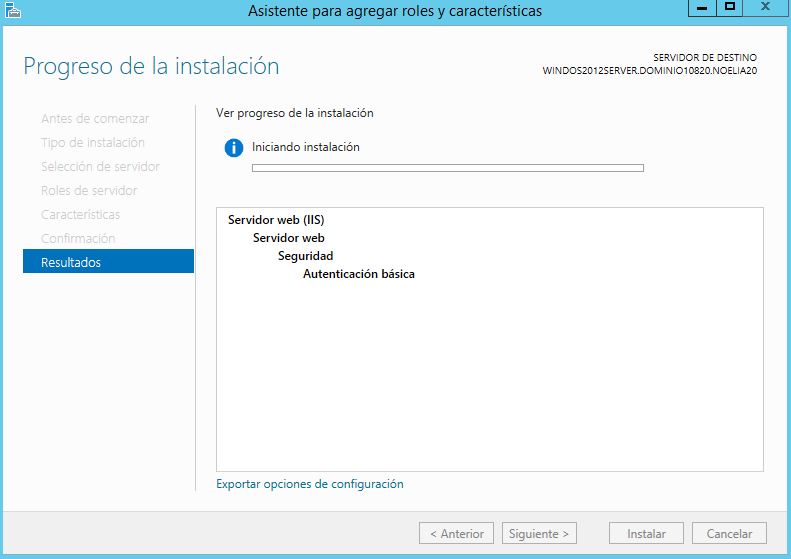 Asistente para agregar roles y características
Progreso de la instalación
SERVIDOR DE DESTINO
WINDOS2012SERVER.DOMINIO10820.NOELIA20
Antes de comenzar
Tipo de instalación
Selección de servidor
Roles de servidor
Características
Confirmación
Resultados
Ver progreso de la instalación
Iniciando instalación
Servidor web (IIS)
Servidor web
Seguridad
Autenticación básica
Exportar opciones de configuración
< Anterior
Siguiente >
Instalar
Cancelar